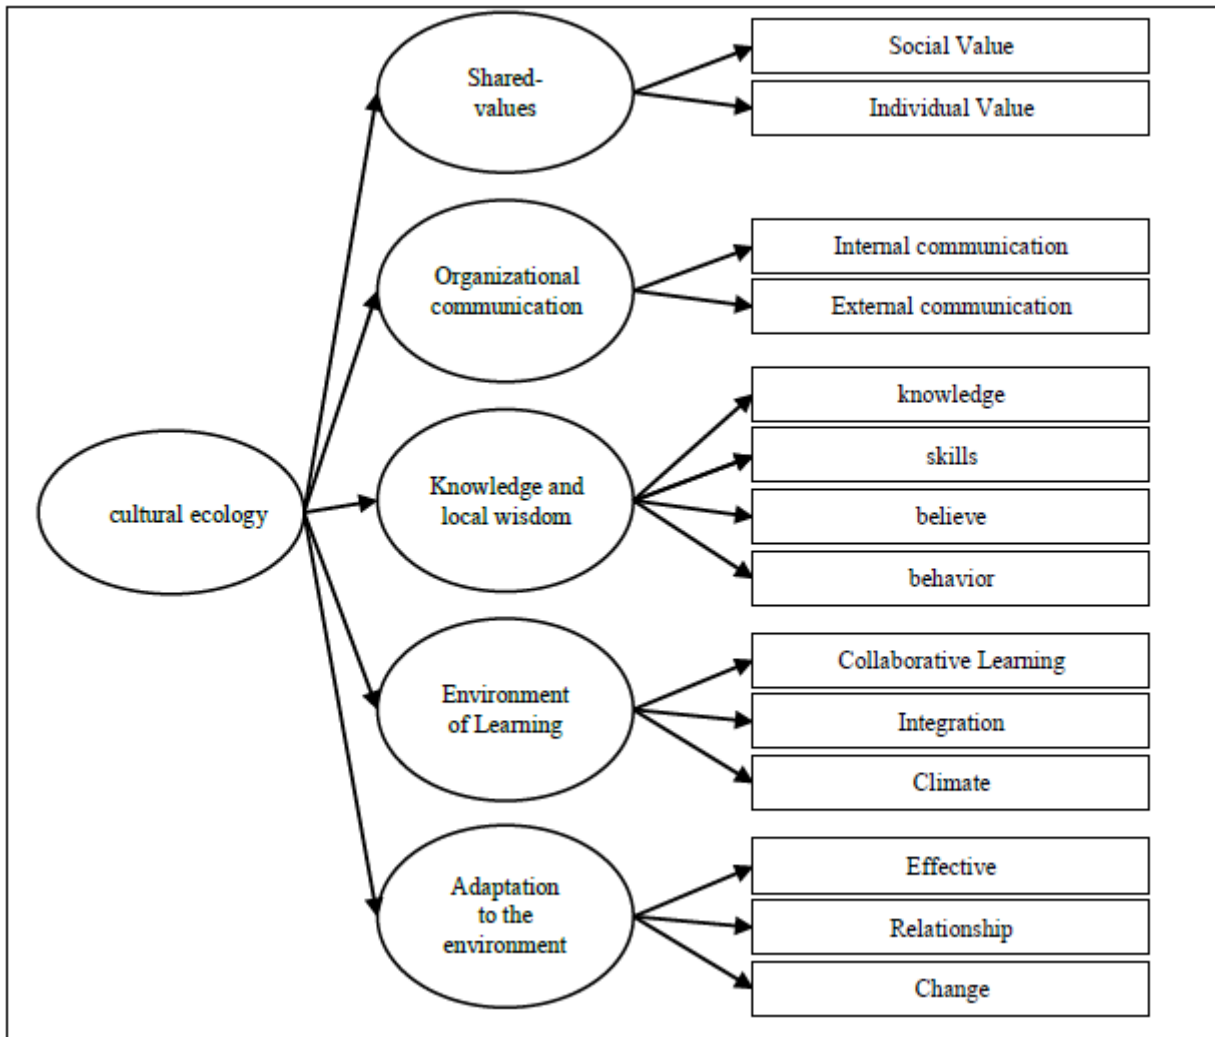 Shared-
values
Social Value
Individual Value
Organizational
communication
Internal communication
External communication
cultural ecology
Knowledge and
local wisdom
knowledge
skills
believe
behavior
Environment
of Learning
Collaborative Learning
Integration
Climate
Adaptation
to the
environment
Effective
Relationship
Change